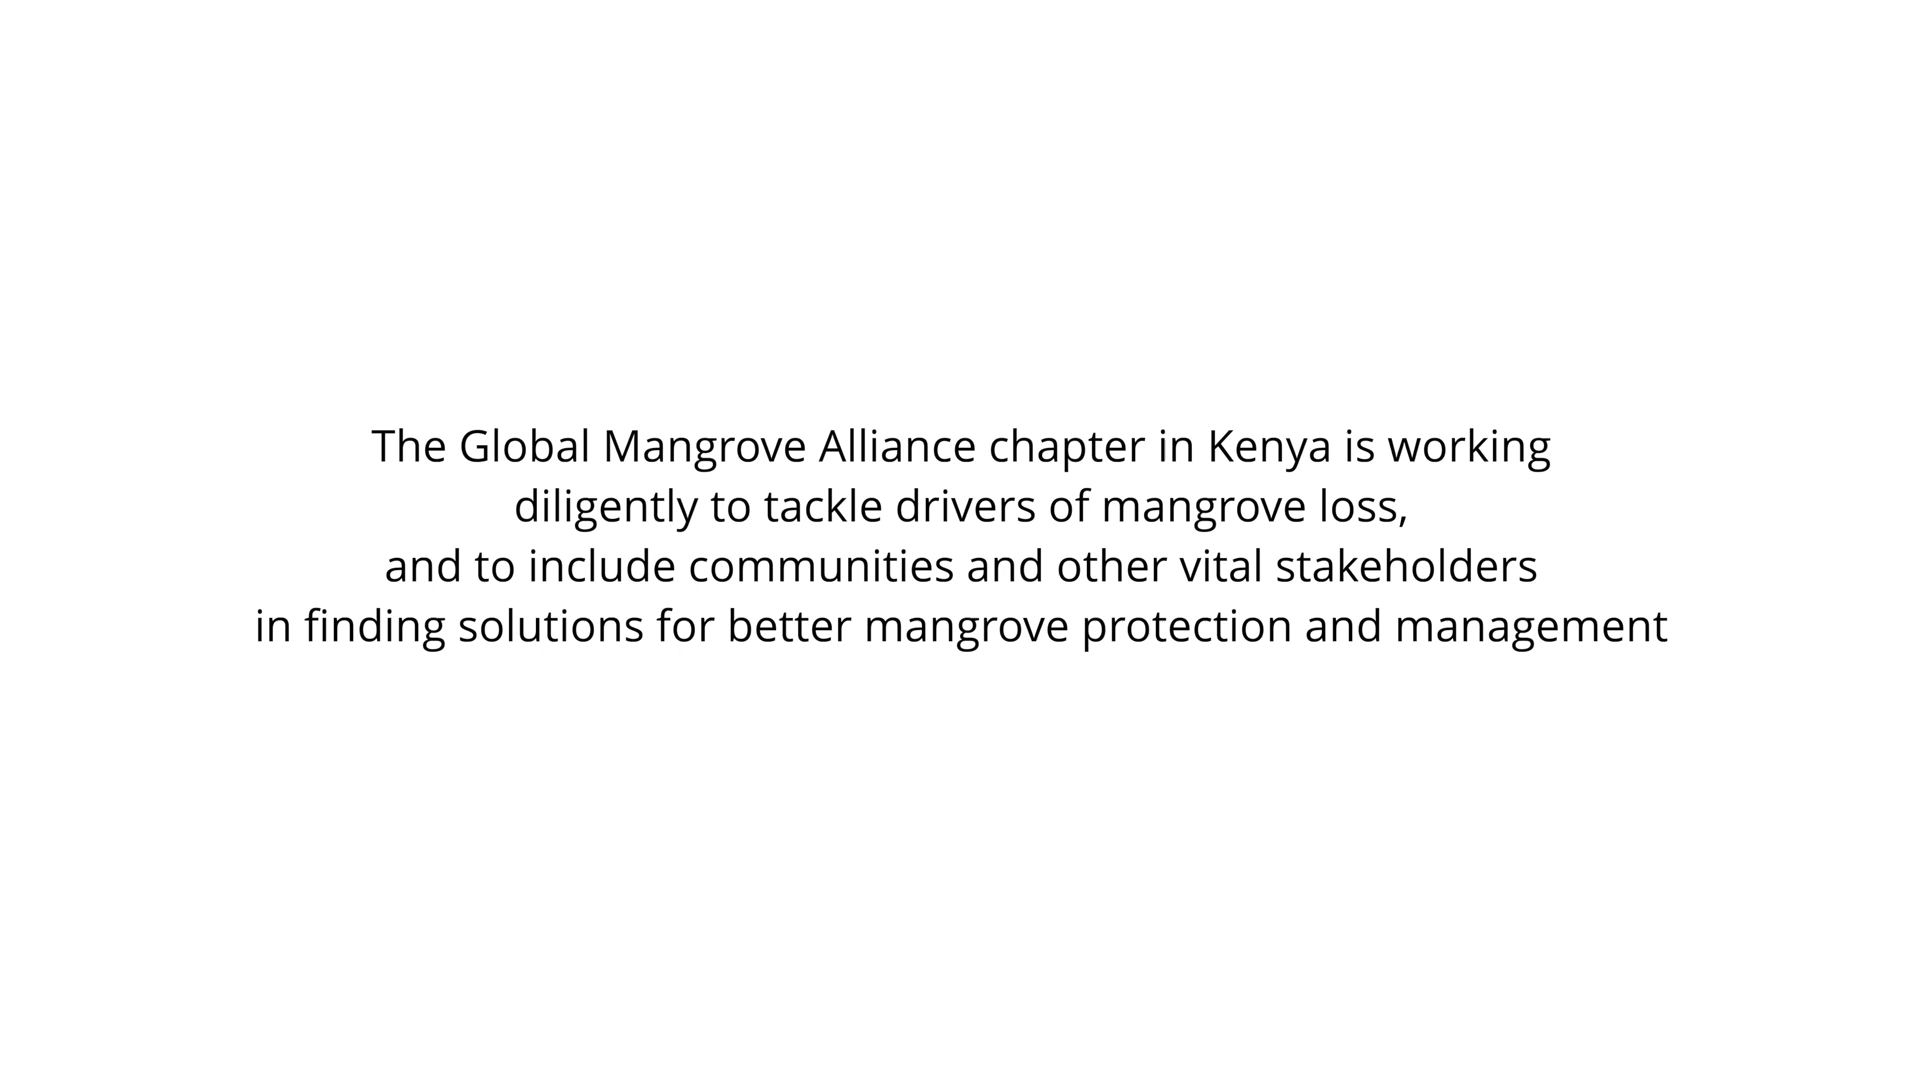 The Global Mangrove Alliance chapter in Kenya is working
diligently to tackle drivers of mangrove loss,
and to include communities and other vital stakeholders
in finding solutions for better mangrove protection and management